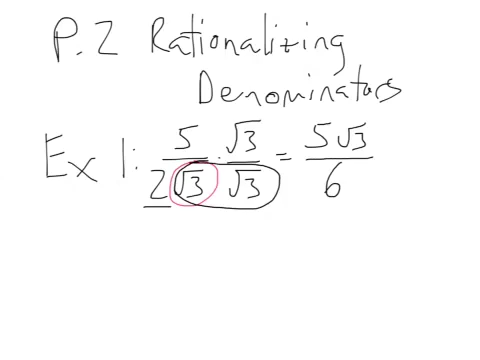 P.2 Rationalizing
Denominators
Ex 1: 5/(2√3) · √3/√3 = 5√3/6